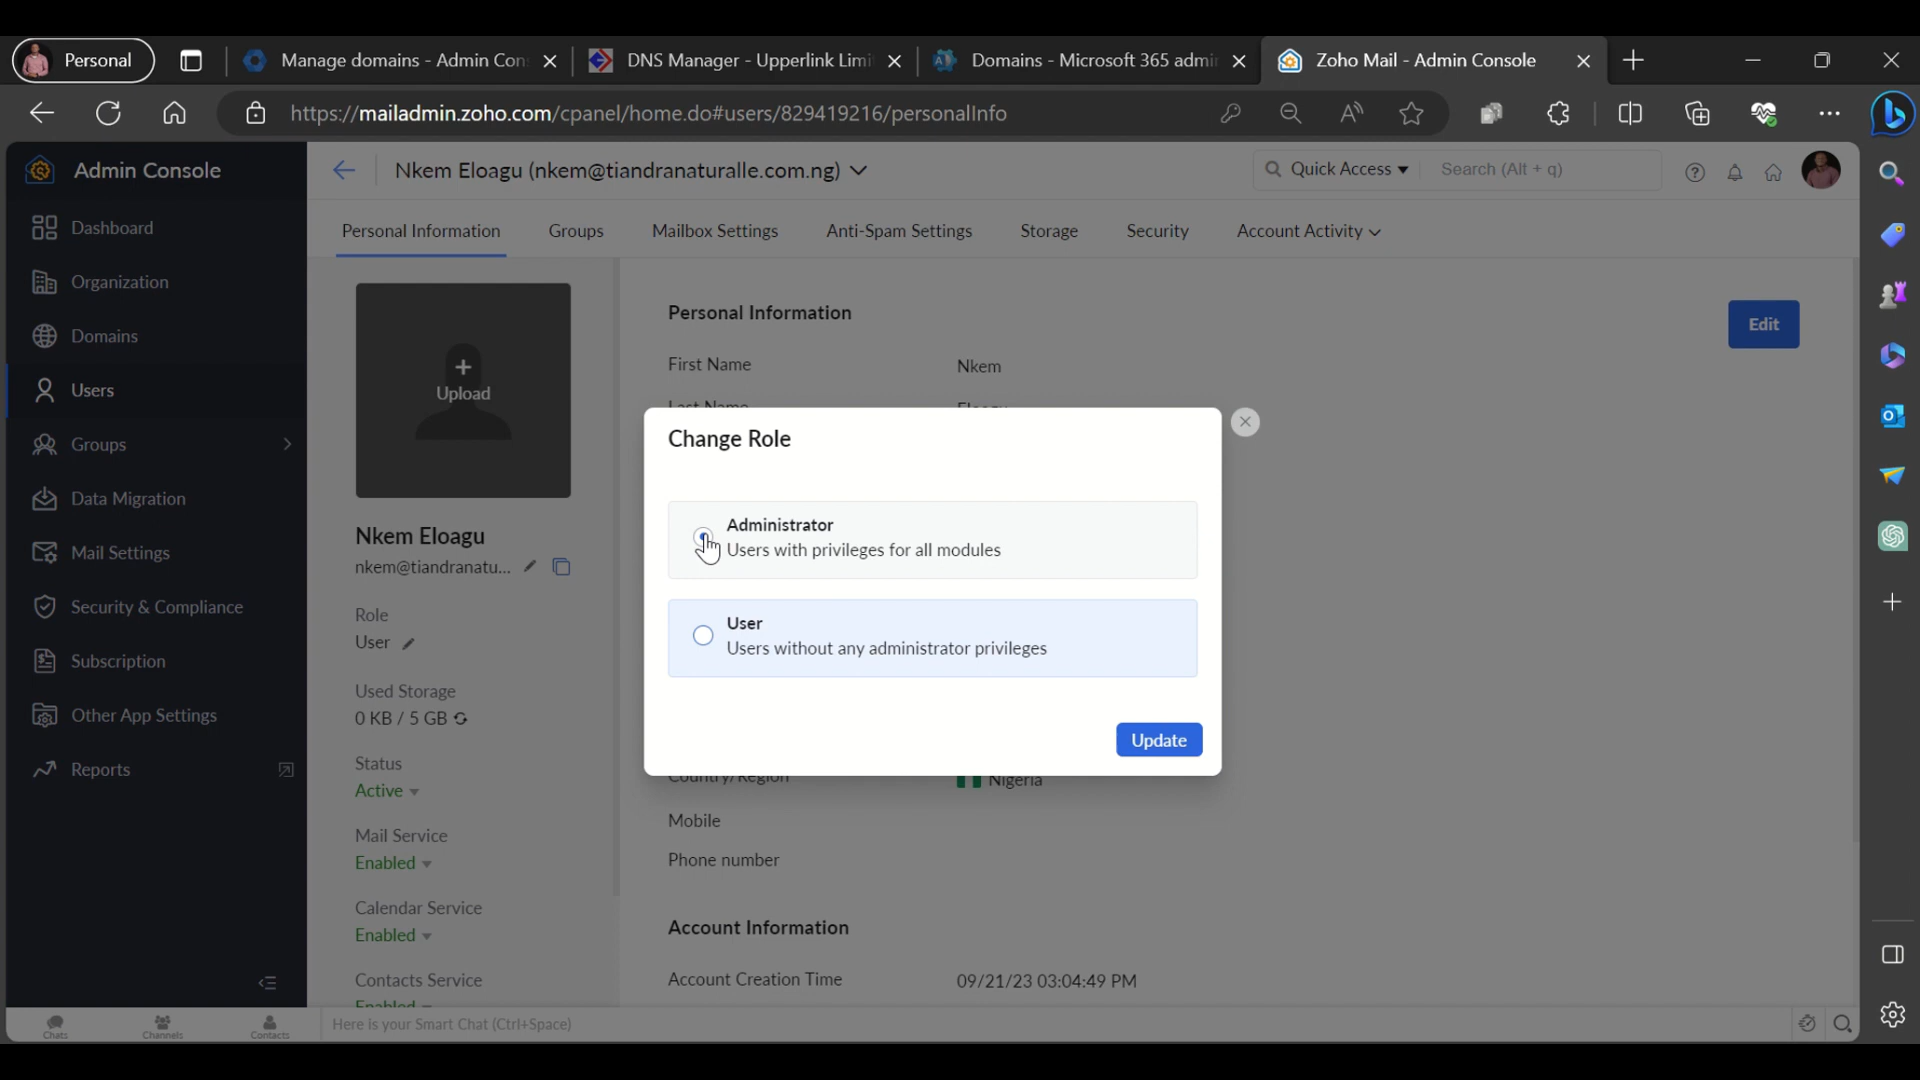 Personal
Manage domains - Admin Con
DNS Manager - Upperlink Limi
Domains - Microsoft 365 admi
Zoho Mail - Admin Console
https://mailadmin.zoho.com/cpanel/home.do#users/829419216/personalInfo
Admin Console
Nkem Eloagu (nkem@tiandranaturalle.com.ng)
Quick Access
Search (Alt + q)
Dashboard
Organization
Domains
Users
Groups
Data Migration
Mail Settings
Security & Compliance
Subscription
Other App Settings
Reports
Personal Information
Groups
Mailbox Settings
Anti-Spam Settings
Storage
Security
Account Activity
Upload
Nkem Eloagu
nkem@tiandranatu...
Role
User
Used Storage
0 KB / 5 GB
Status
Active
Mail Service
Enabled
Calendar Service
Enabled
Contacts Service
Enabled
Personal Information
Edit
First Name
Nkem
Last Name
Eloagu
Change Role
Administrator
Users with privileges for all modules
User
Users without any administrator privileges
Update
Country/Region
Nigeria
Mobile
Phone number
Account Information
Account Creation Time
09/21/23 03:04:49 PM
Chats
Channels
Contacts
Here is your Smart Chat (Ctrl+Space)